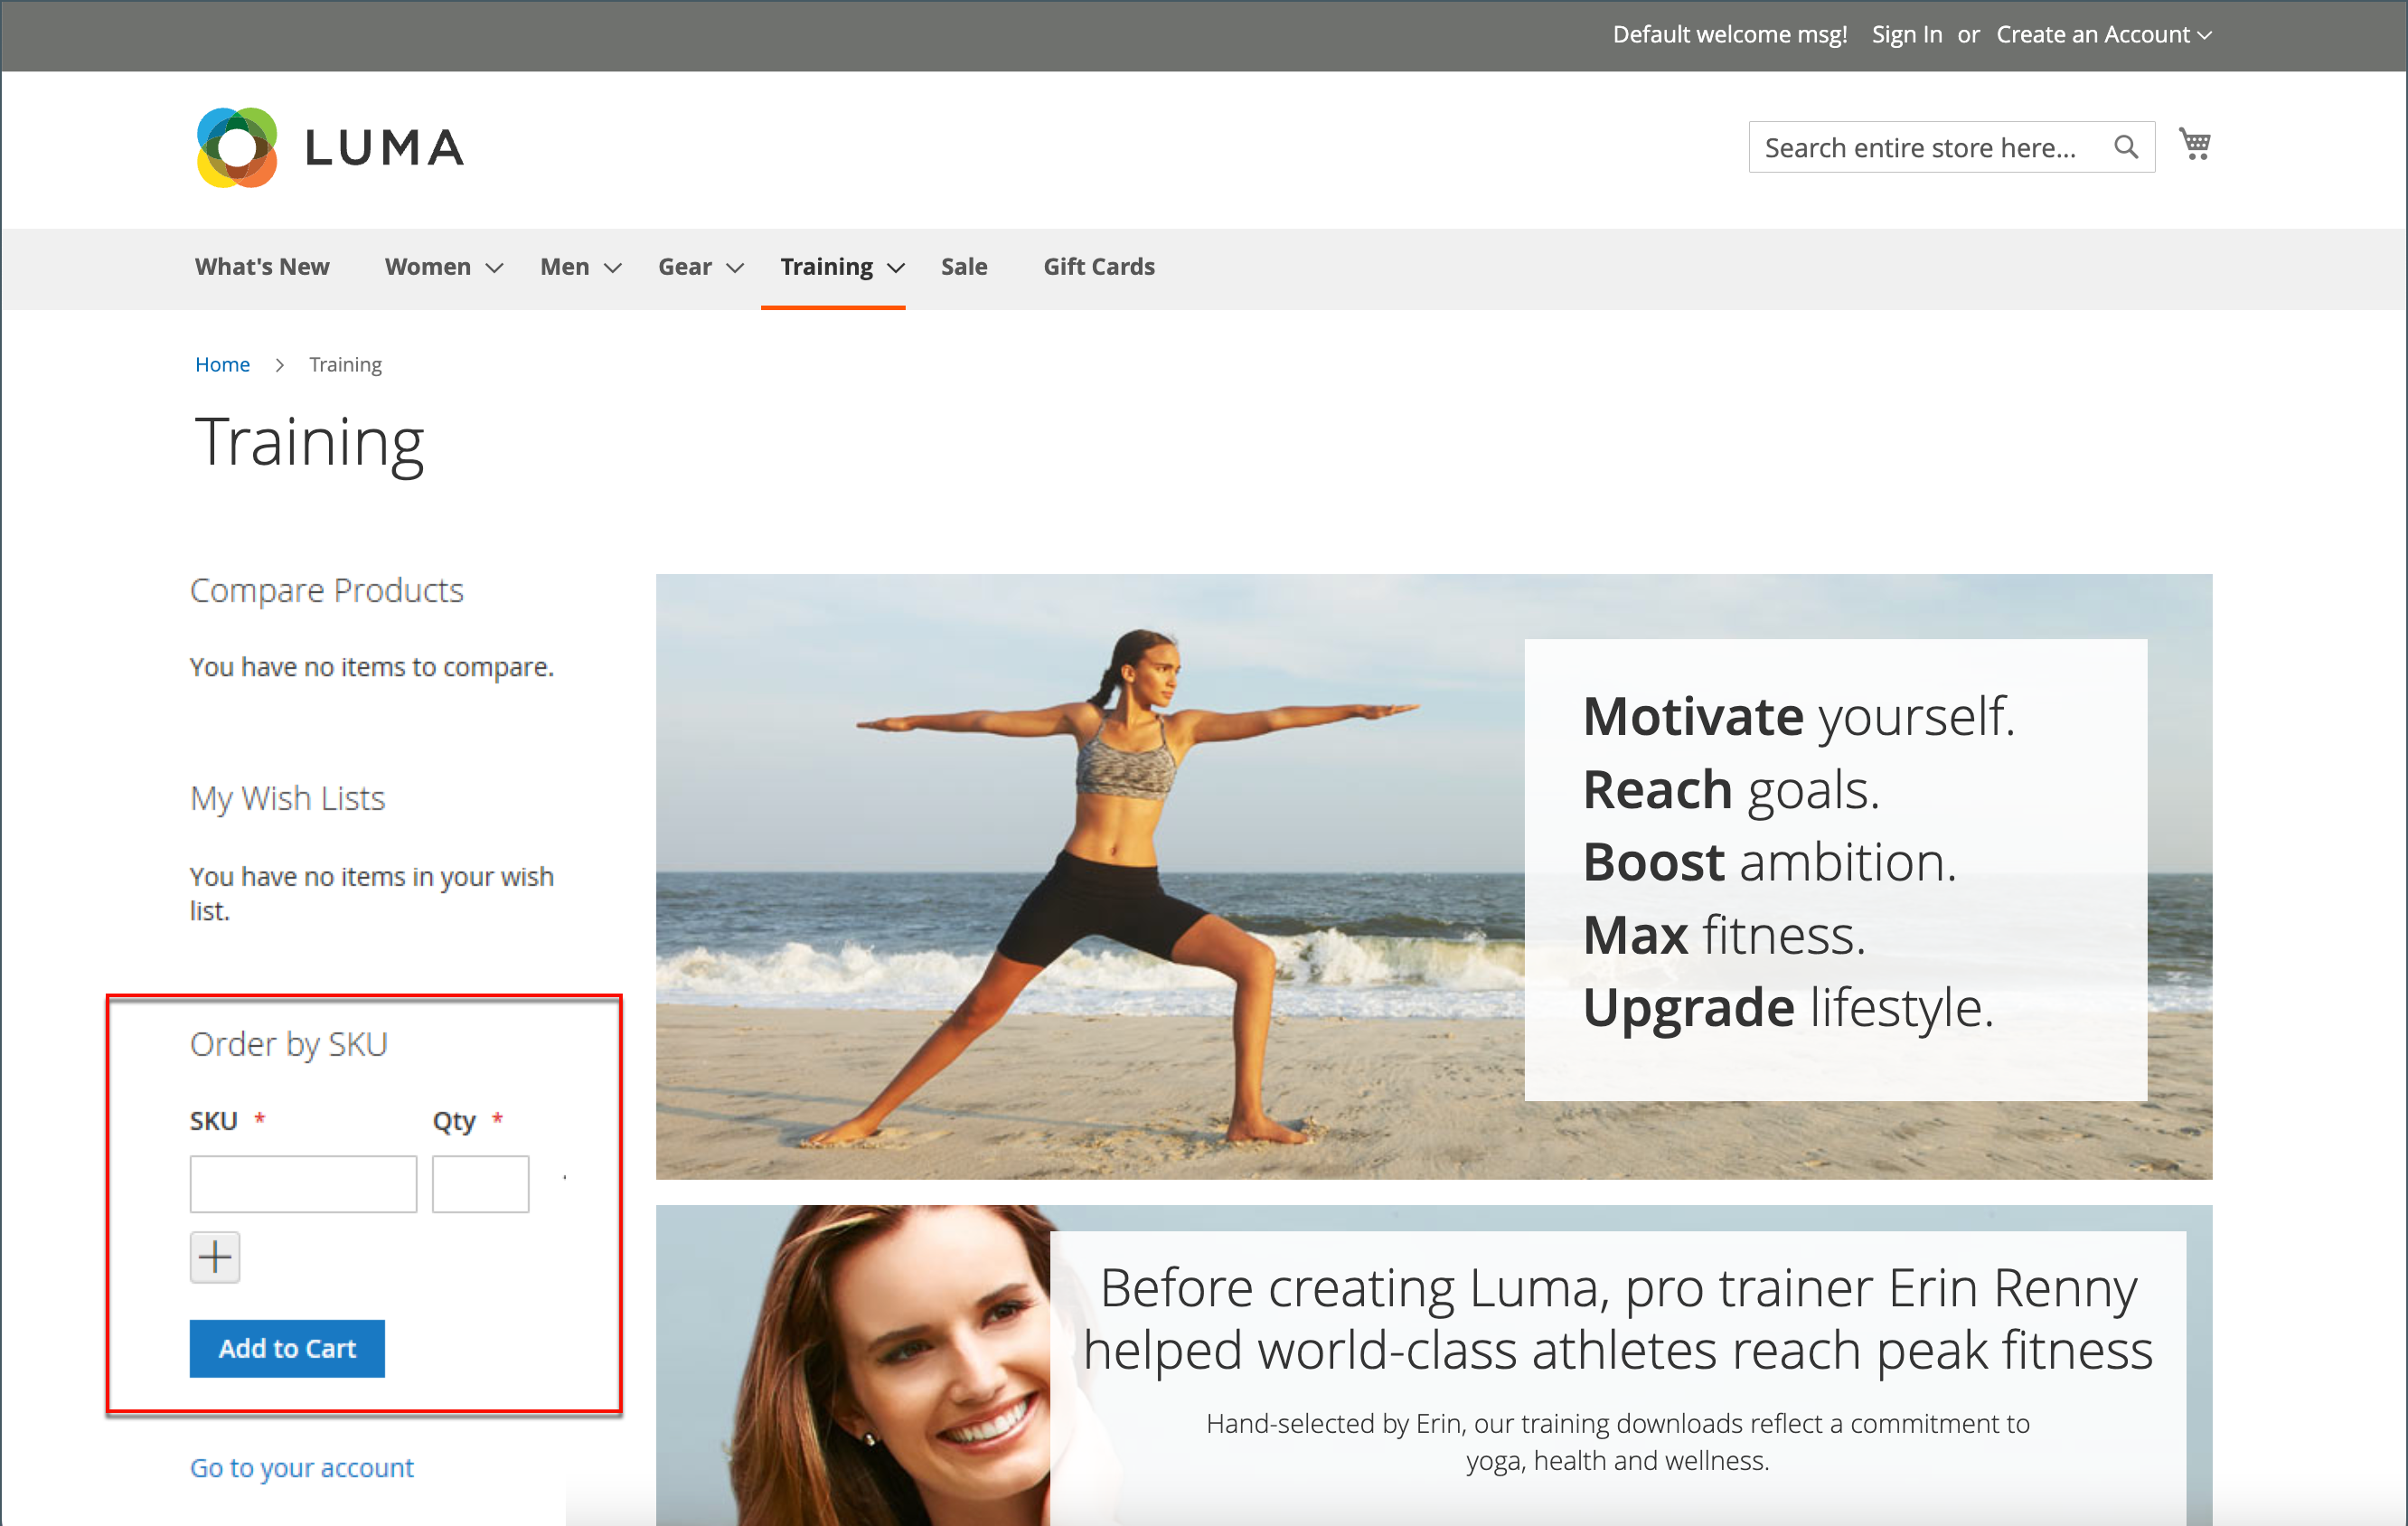 Default welcome msg! Sign In or Create an Account
LUMA
Search entire store here...
What's New Women Men Gear Training Sale Gift Cards
Home Training
Training
Compare Products
You have no items to compare.
My Wish Lists
You have no items in your wish
list.
Order by SKU
SKU * Qty *
Add to Cart
Go to your account
Motivate yourself.
Reach goals.
Boost ambition.
Max fitness.
Upgrade lifestyle.
Before creating Luma, pro trainer Erin Renny
helped world-class athletes reach peak fitness
Hand-selected by Erin, our training downloads reflect a commitment to
yoga, health and wellness.